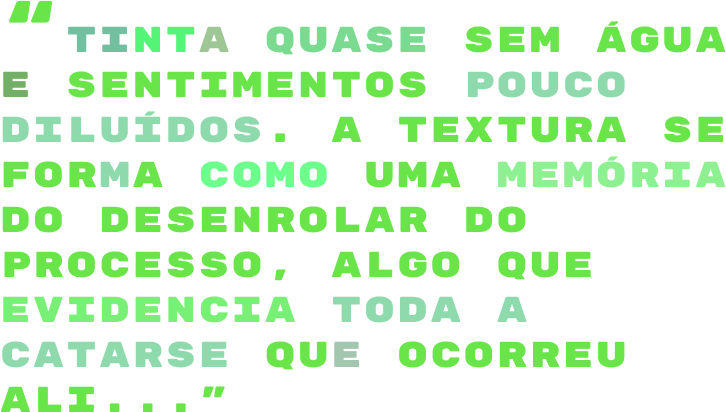 “TINTA QUASE SEM ÁGUA
E SENTIMENTOS POUCO
DILUÍDOS. A TEXTURA SE
FORMA COMO UMA MEMÓRIA
DO DESENROLAR DO
PROCESSO, ALGO QUE
EVIDENCIA TODA A
CATARSE QUE OCORREU
ALI...”